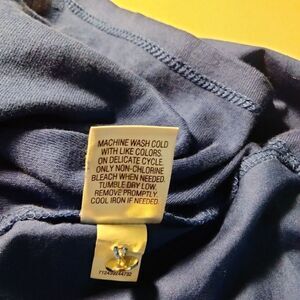 MACHINE WASH COLD
WITH LIKE COLORS.
ON DELICATE CYCLE.
ONLY NON-CHLORINE
BLEACH WHEN NEEDED.
TUMBLE DRY LOW.
REMOVE PROMPTLY.
COOL IRON IF NEEDED.